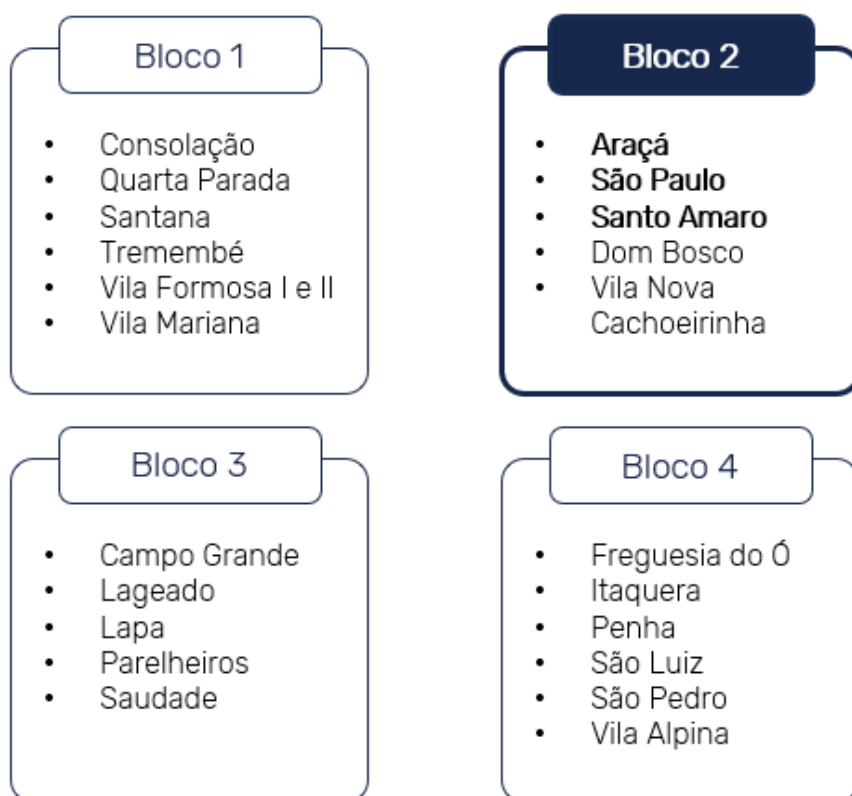 Bloco 1
• Consolação
• Quarta Parada
• Santana
• Tremembé
• Vila Formosa I e II
• Vila Mariana
Bloco 2
• Araçá
• São Paulo
• Santo Amaro
• Dom Bosco
• Vila Nova
Cachoeirinha
Bloco 3
• Campo Grande
• Lageado
• Lapa
• Parelheiros
• Saudade
Bloco 4
• Freguesia do Ó
• Itaquera
• Penha
• São Luiz
• São Pedro
• Vila Alpina